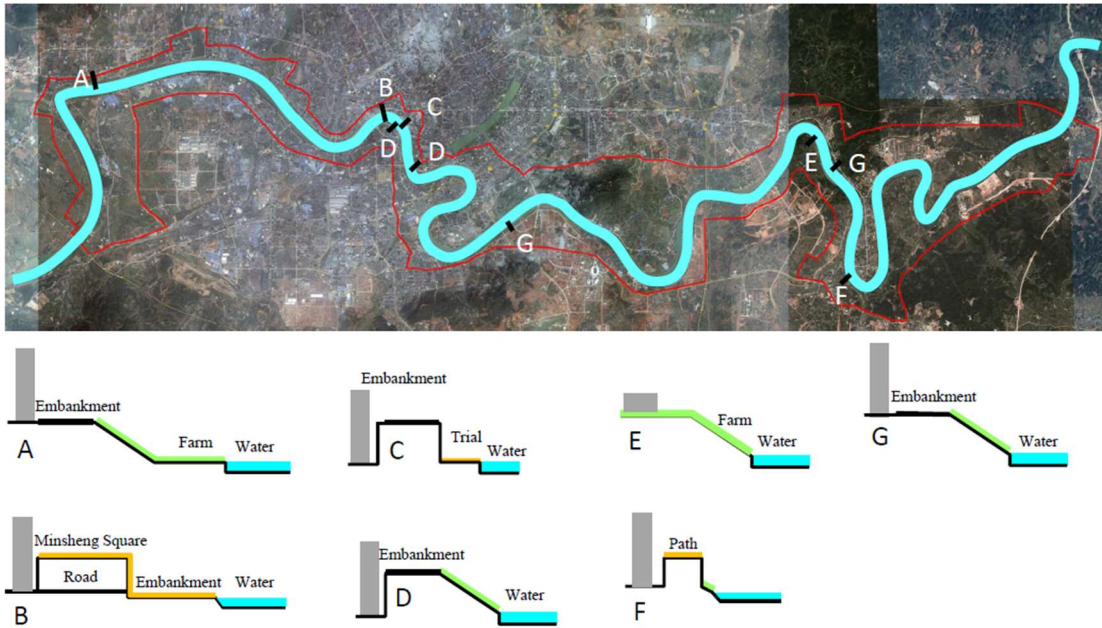 A
B
C
D
D
E
G
G
F
Embankment
Farm
Water
A
Embankment
Trial
Water
C
Farm
Water
E
Embankment
Water
G
Minsheng Square
Road
Embankment
Water
B
Embankment
Water
D
Path
F